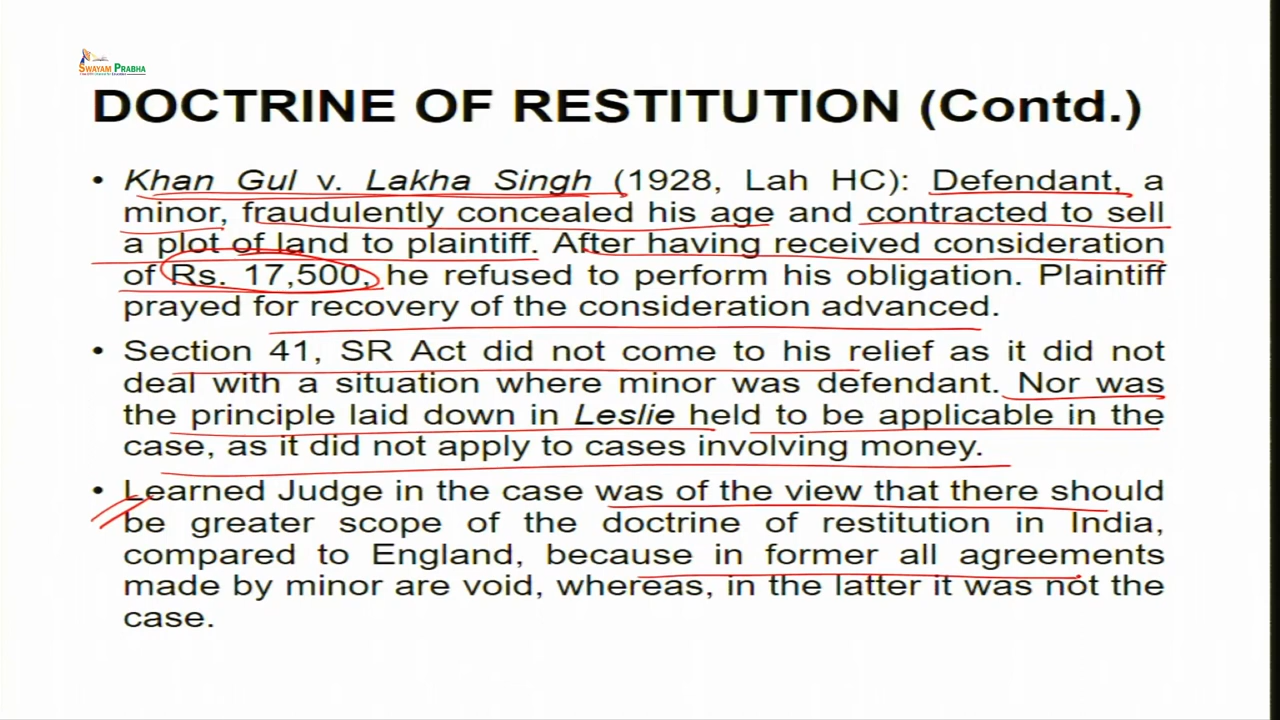 SWAYAM PRABHA
DOCTRINE OF RESTITUTION (Contd.)
• Khan Gul v. Lakha Singh (1928, Lah HC): Defendant, a
minor, fraudulently concealed his age and contracted to sell
a plot of land to plaintiff. After having received consideration
of Rs. 17,500, he refused to perform his obligation. Plaintiff
prayed for recovery of the consideration advanced.
• Section 41, SR Act did not come to his relief as it did not
deal with a situation where minor was defendant. Nor was
the principle laid down in Leslie held to be applicable in the
case, as it did not apply to cases involving money.
• Learned Judge in the case was of the view that there should
be greater scope of the doctrine of restitution in India,
compared to England, because in former all agreements
made by minor are void, whereas, in the latter it was not the
case.